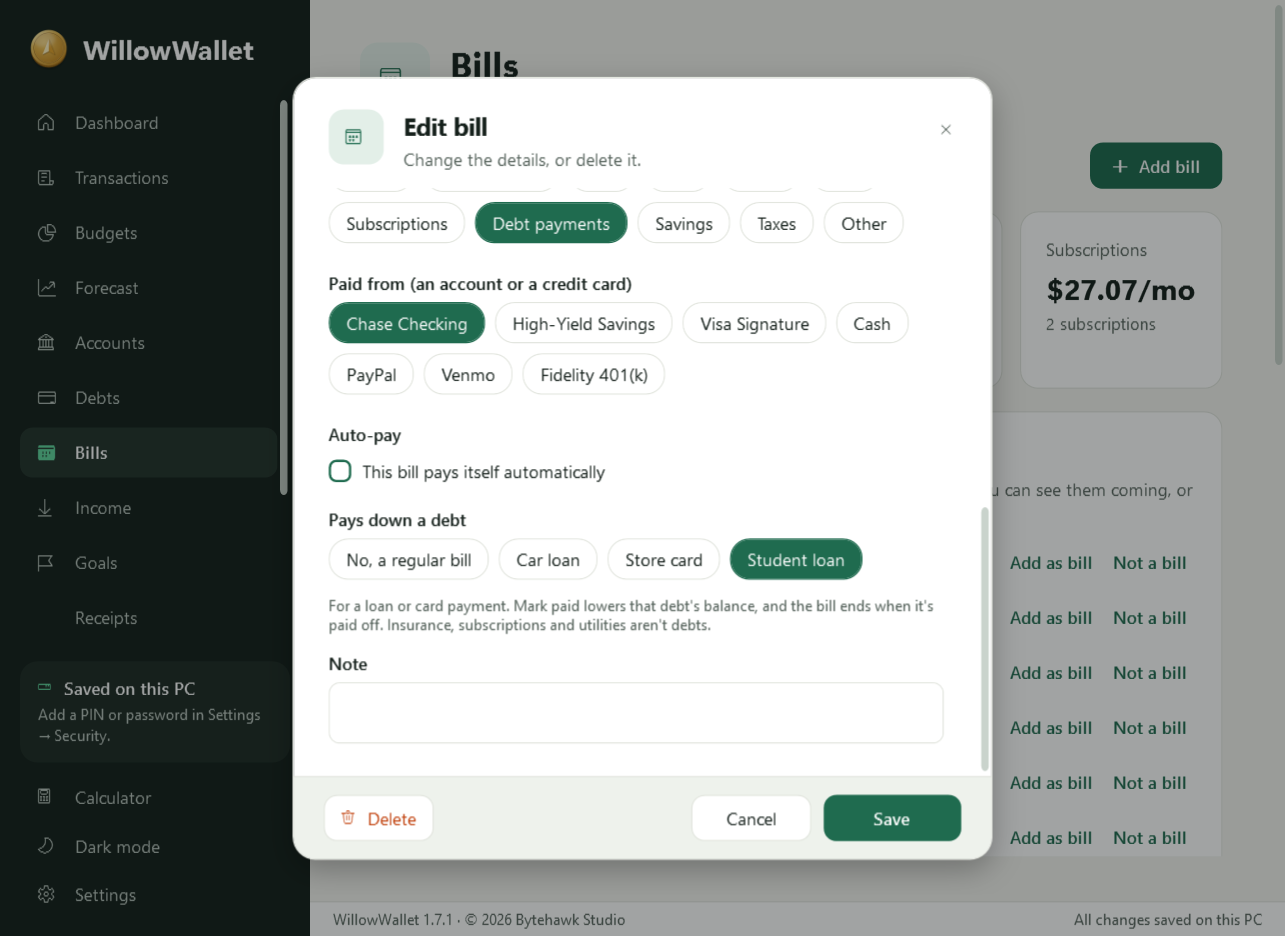 WillowWallet
Dashboard
Transactions
Budgets
Forecast
Accounts
Debts
Bills
Income
Goals
Receipts
Saved on this PC
Add a PIN or password in Settings
→ Security.
Calculator
Dark mode
Settings
Bills
+ Add bill
Subscriptions
$27.07/mo
2 subscriptions
can see them coming, or
Add as bill Not a bill
Add as bill Not a bill
Add as bill Not a bill
Add as bill Not a bill
Add as bill Not a bill
Add as bill Not a bill
Edit bill
Change the details, or delete it.
Subscriptions Debt payments Savings Taxes Other
Paid from (an account or a credit card)
Chase Checking High-Yield Savings Visa Signature Cash
PayPal Venmo Fidelity 401(k)
Auto-pay
This bill pays itself automatically
Pays down a debt
No, a regular bill Car loan Store card Student loan
For a loan or card payment. Mark paid lowers that debt's balance, and the bill ends when it's
paid off. Insurance, subscriptions and utilities aren't debts.
Note
Delete Cancel Save
WillowWallet 1.7.1 · © 2026 Bytehawk Studio
All changes saved on this PC